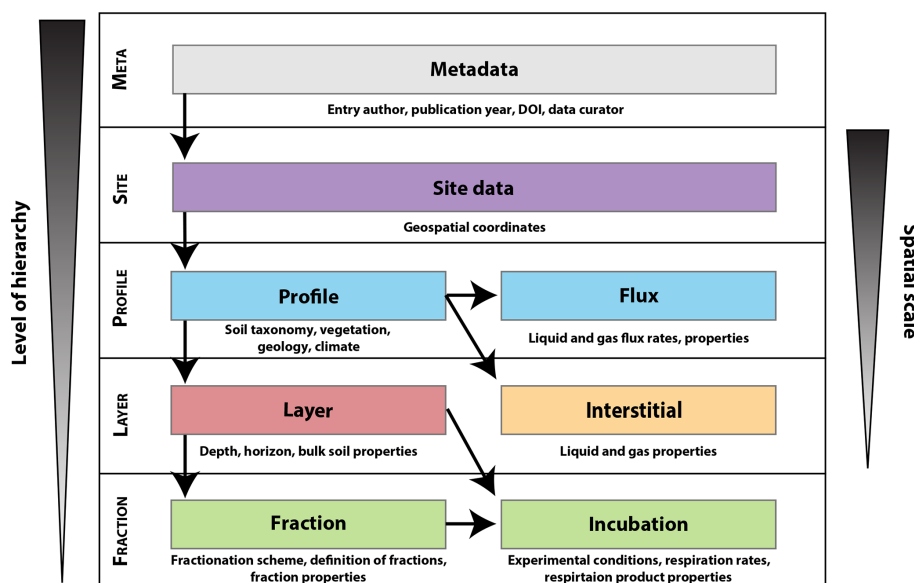 Level of hierarchy
META
Metadata
Entry author, publication year, DOI, data curator
SITE
Site data
Geospatial coordinates
PROFILE
Profile
Soil taxonomy, vegetation,
geology, climate
Flux
Liquid and gas flux rates, properties
LAYER
Layer
Depth, horizon, bulk soil properties
Interstitial
Liquid and gas properties
FRACTION
Fraction
Fractionation scheme, definition of fractions,
fraction properties
Incubation
Experimental conditions, respiration rates,
respirtaion product properties
Spatial scale